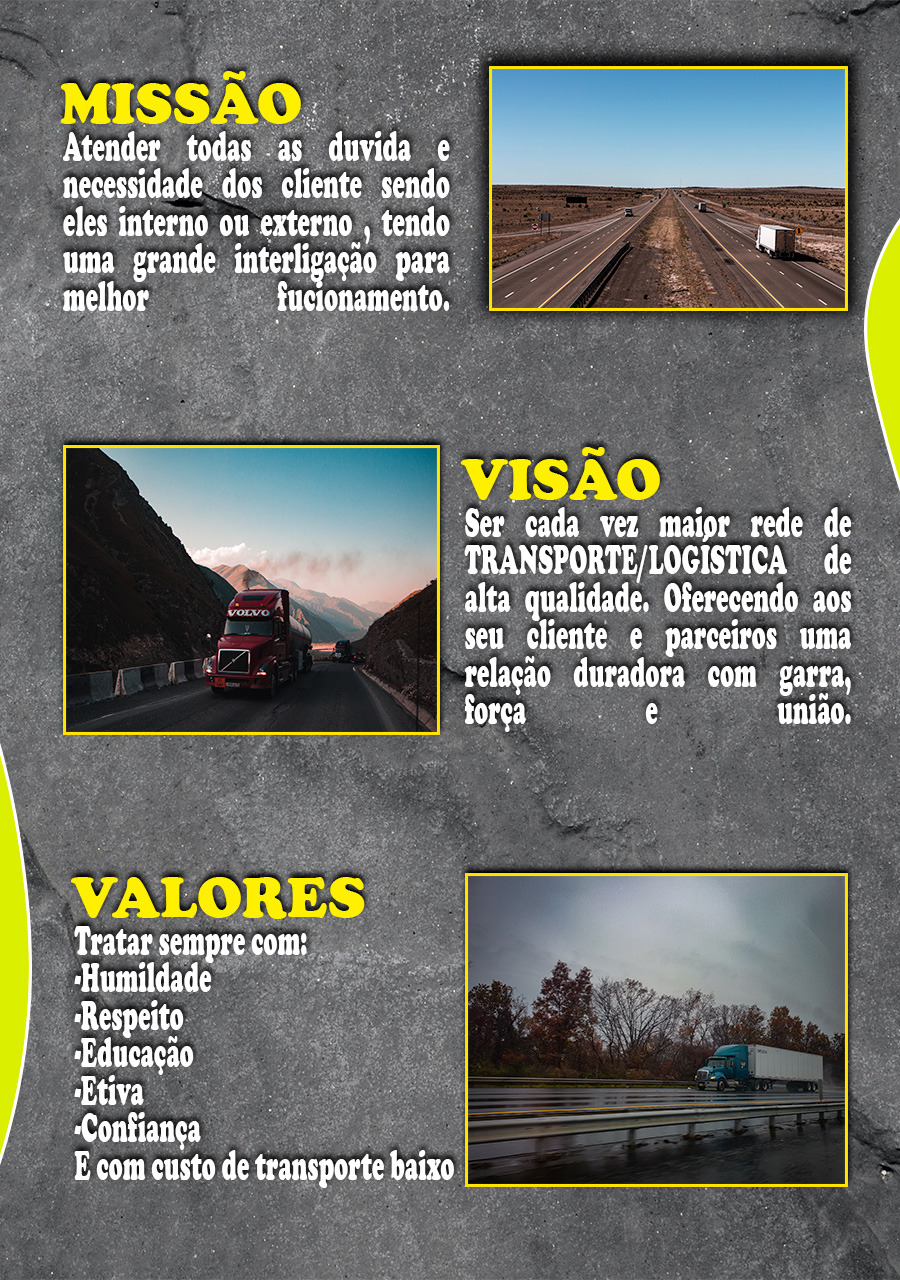 MISSÃO
Atender todas as duvida e
necessidade dos cliente sendo
eles interno ou externo , tendo
uma grande interligação para
melhor fucionamento.
VOLVO
VISÃO
Ser cada vez maior rede de
TRANSPORTE/LOGÍSTICA de
alta qualidade. Oferecendo aos
seu cliente e parceiros uma
relação duradora com garra,
força e união.
VALORES
Tratar sempre com:
-Humildade
-Respeito
-Educação
-Etiva
-Confiança
E com custo de transporte baixo